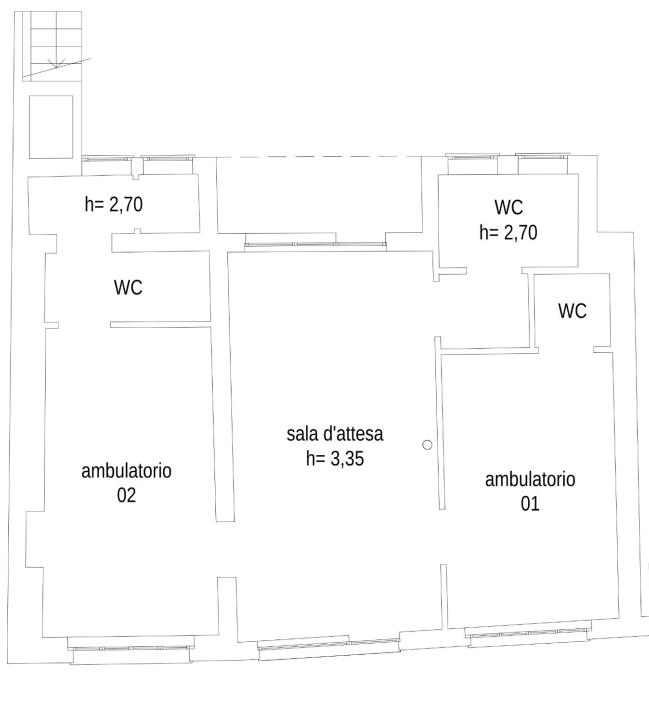 h= 2,70
WC
h= 2,70
WC
WC
sala d'attesa
h= 3,35
ambulatorio
02
ambulatorio
01